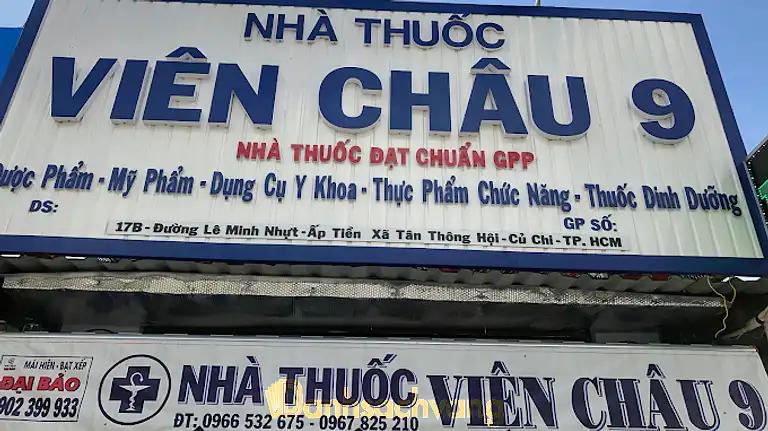 NHÀ THUỐC
VIÊN CHÂU 9
NHÀ THUỐC ĐẠT CHUẨN GPP
Dược Phẩm - Mỹ Phẩm - Dụng Cụ Y Khoa - Thực Phẩm Chức Năng - Thuốc Dinh Dưỡng
DS:
GP SỐ:
17B - Đường Lê Minh Nhựt - Ấp Tiền Xã Tân Thông Hội - Củ Chi - TP. HCM
MÁI HIÊN - BẠT XẾP
ĐẠI BẢO
902 399 933
NHÀ THUỐC VIÊN CHÂU 9
ĐT: 0966 532 675 - 0967 825 210
Danhsachvang